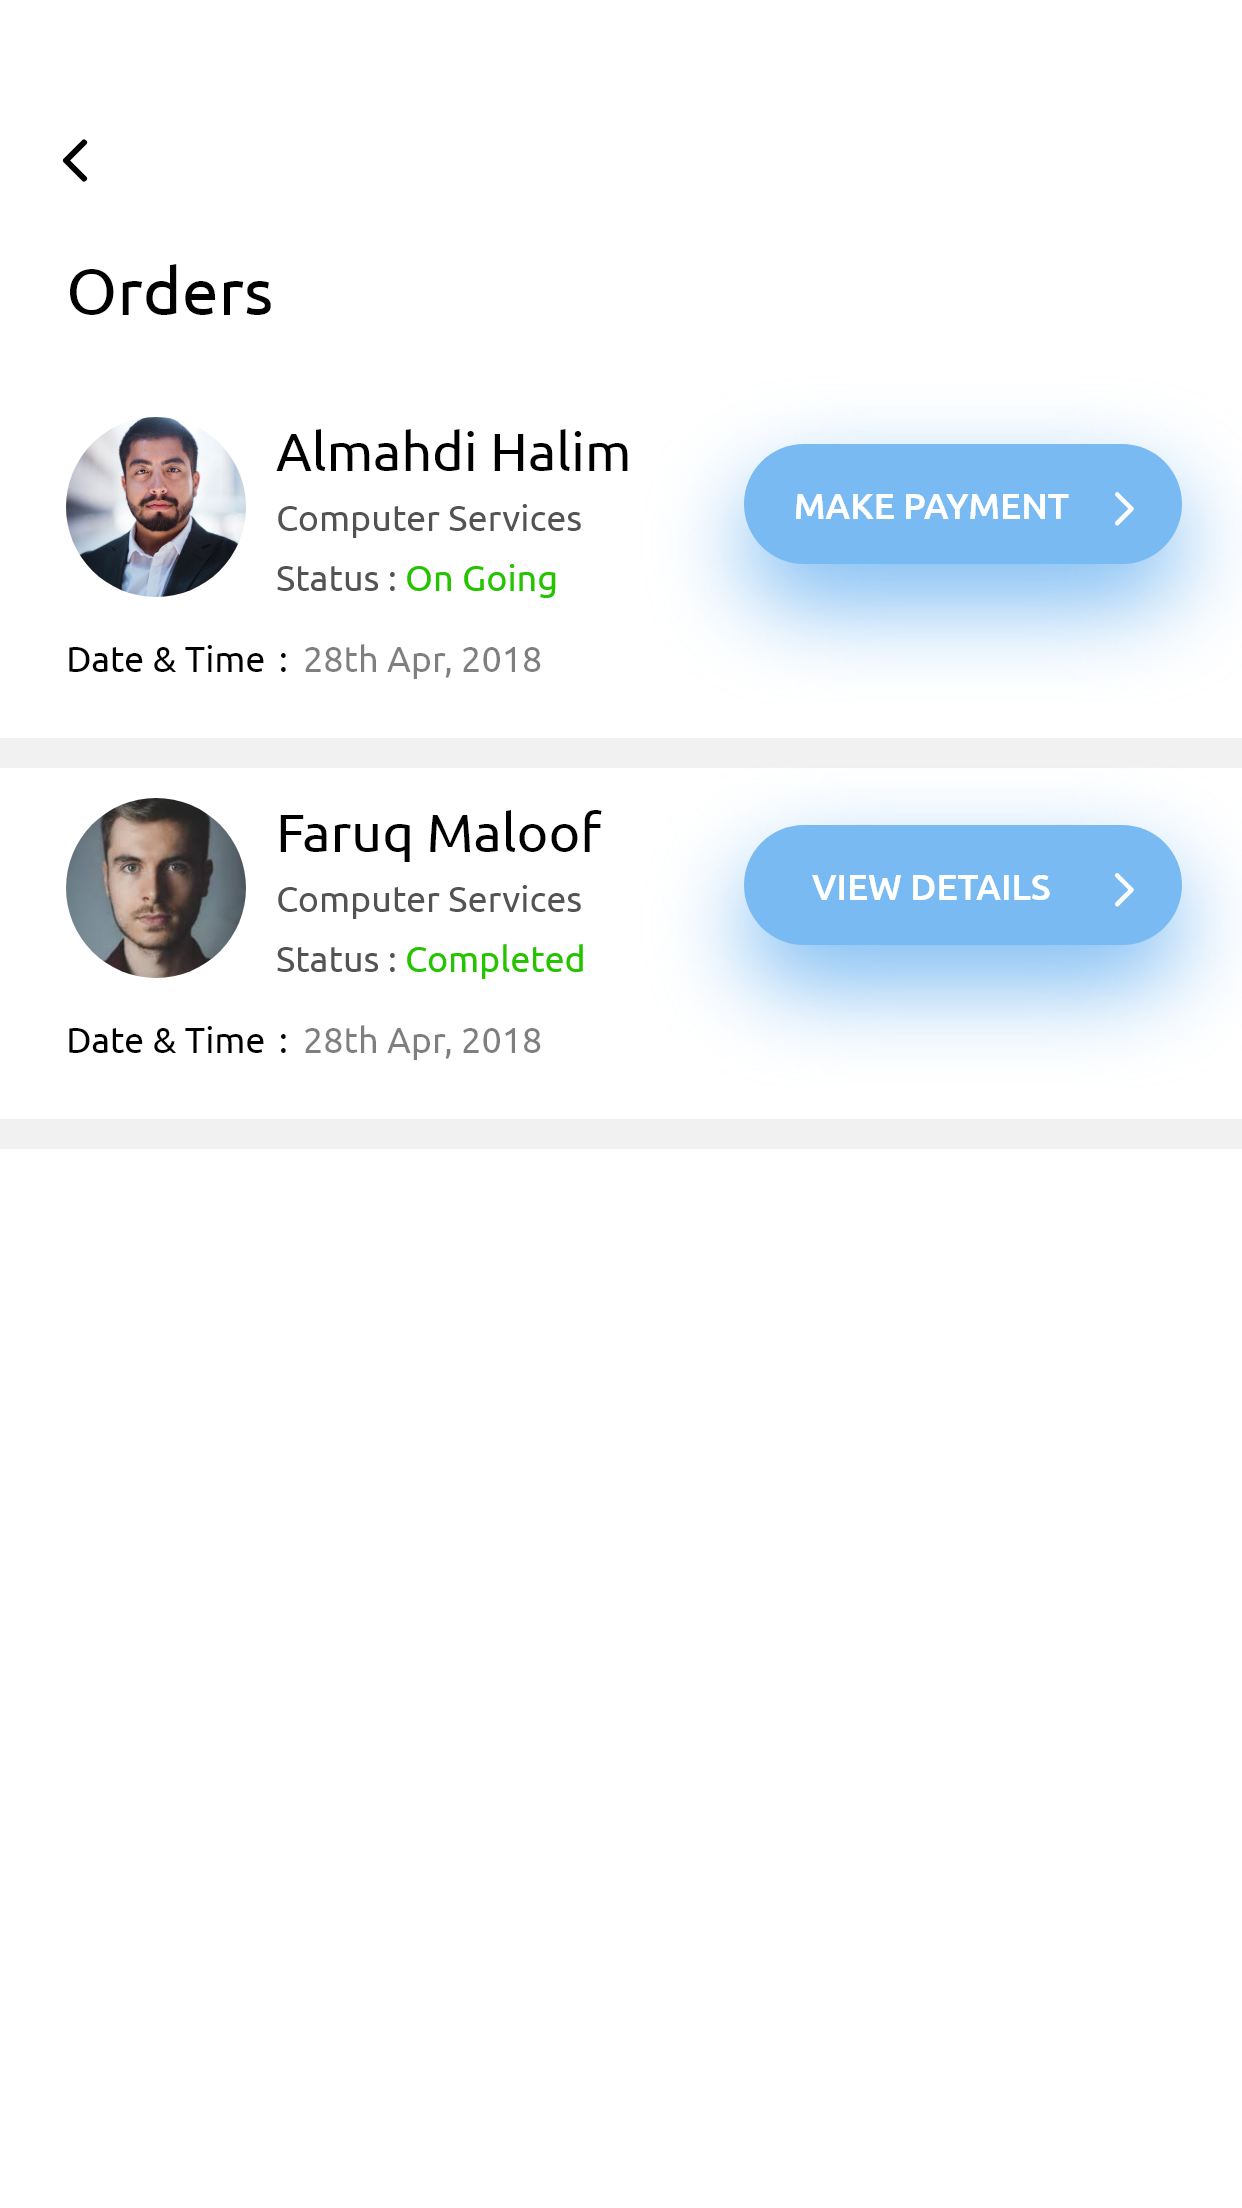 Orders
Almahdi Halim
Computer Services
Status : On Going
MAKE PAYMENT
Date & Time : 28th Apr, 2018
Faruq Maloof
Computer Services
Status : Completed
VIEW DETAILS
Date & Time : 28th Apr, 2018